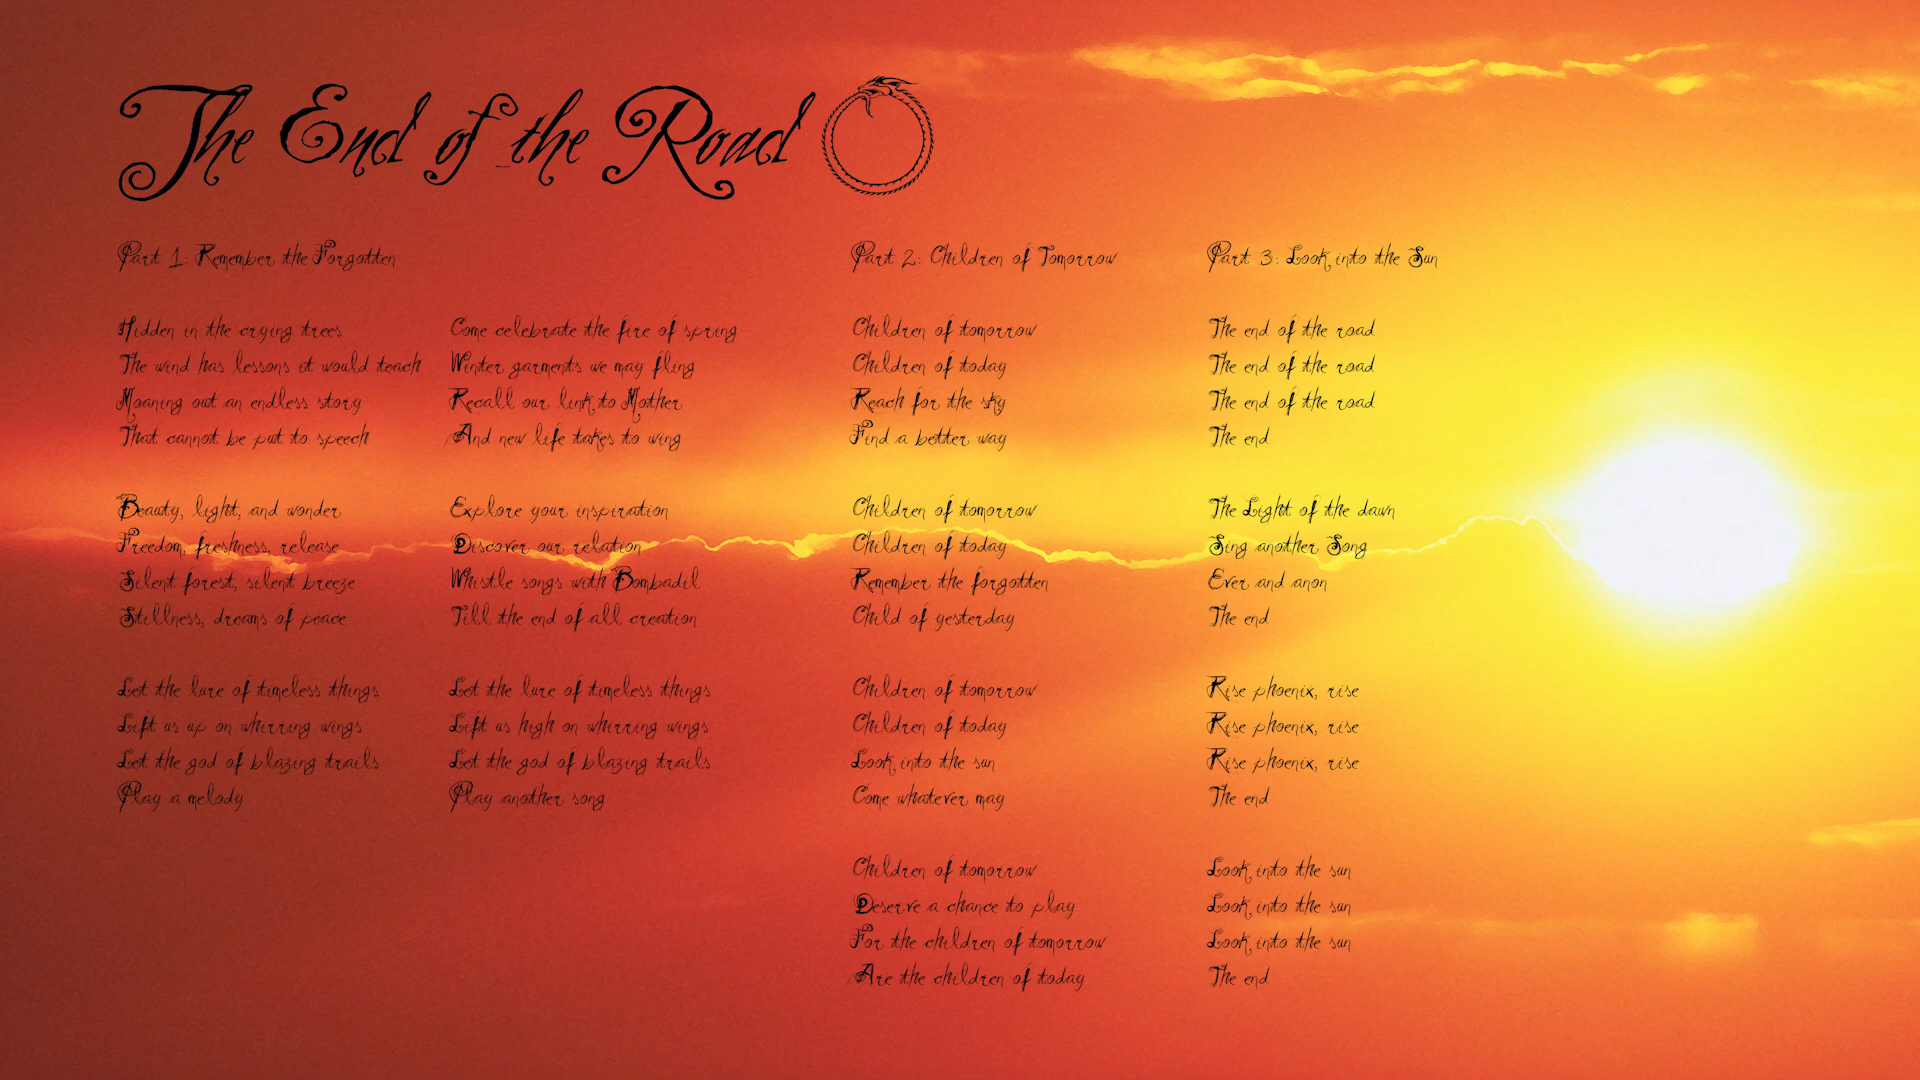 The End of the Road
Part 1: Remember the Forgotten
Hidden in the crying trees
The wind has lessons it would teach
Moaning out an endless story
That cannot be put to speech
Beauty, light, and wonder
Freedom, freshness, release
Silent forest, silent breeze
Stillness, dreams of peace
Let the lure of timeless things
Lift us up on whirring wings
Let the god of blazing trails
Play a melody
Come celebrate the fire of spring
Winter garments we may fling
Recall our link to Mother
And new life takes to wing
Explore your inspiration
Discover our relation
Whistle songs with Bombadil
Till the end of all creation
Let the lure of timeless things
Lift us high on whirring wings
Let the god of blazing trails
Play another song
Part 2: Children of Tomorrow
Children of tomorrow
Children of today
Reach for the sky
Find a better way
Children of tomorrow
Children of today
Remember the forgotten
Child of yesterday
Children of tomorrow
Children of today
Look into the sun
Come whatever may
Children of tomorrow
Deserve a chance to play
For the children of tomorrow
Are the children of today
Part 3: Look into the Sun
The end of the road
The end of the road
The end of the road
The end
The Light of the dawn
Sing another Song
Ever and anon
The end
Rise phoenix, rise
Rise phoenix, rise
Rise phoenix, rise
The end
Look into the sun
Look into the sun
Look into the sun
The end